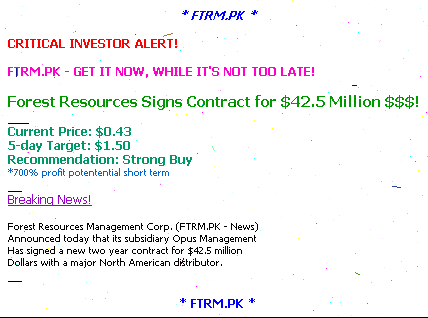 * FTRM.PK *
CRITICAL INVESTOR ALERT!
FTRM.PK - GET IT NOW, WHILE IT'S NOT TOO LATE!
Forest Resources Signs Contract for $42.5 Million $$$!
Current Price: $0.43
5-day Target: $1.50
Recommendation: Strong Buy
*700% profit potentential short term
Breaking News!
Forest Resources Management Corp. (FTRM.PK - News)
Announced today that its subsidiary Opus Management
Has signed a new two year contract for $42.5 million
Dollars with a major North American distributor.
* FTRM.PK *